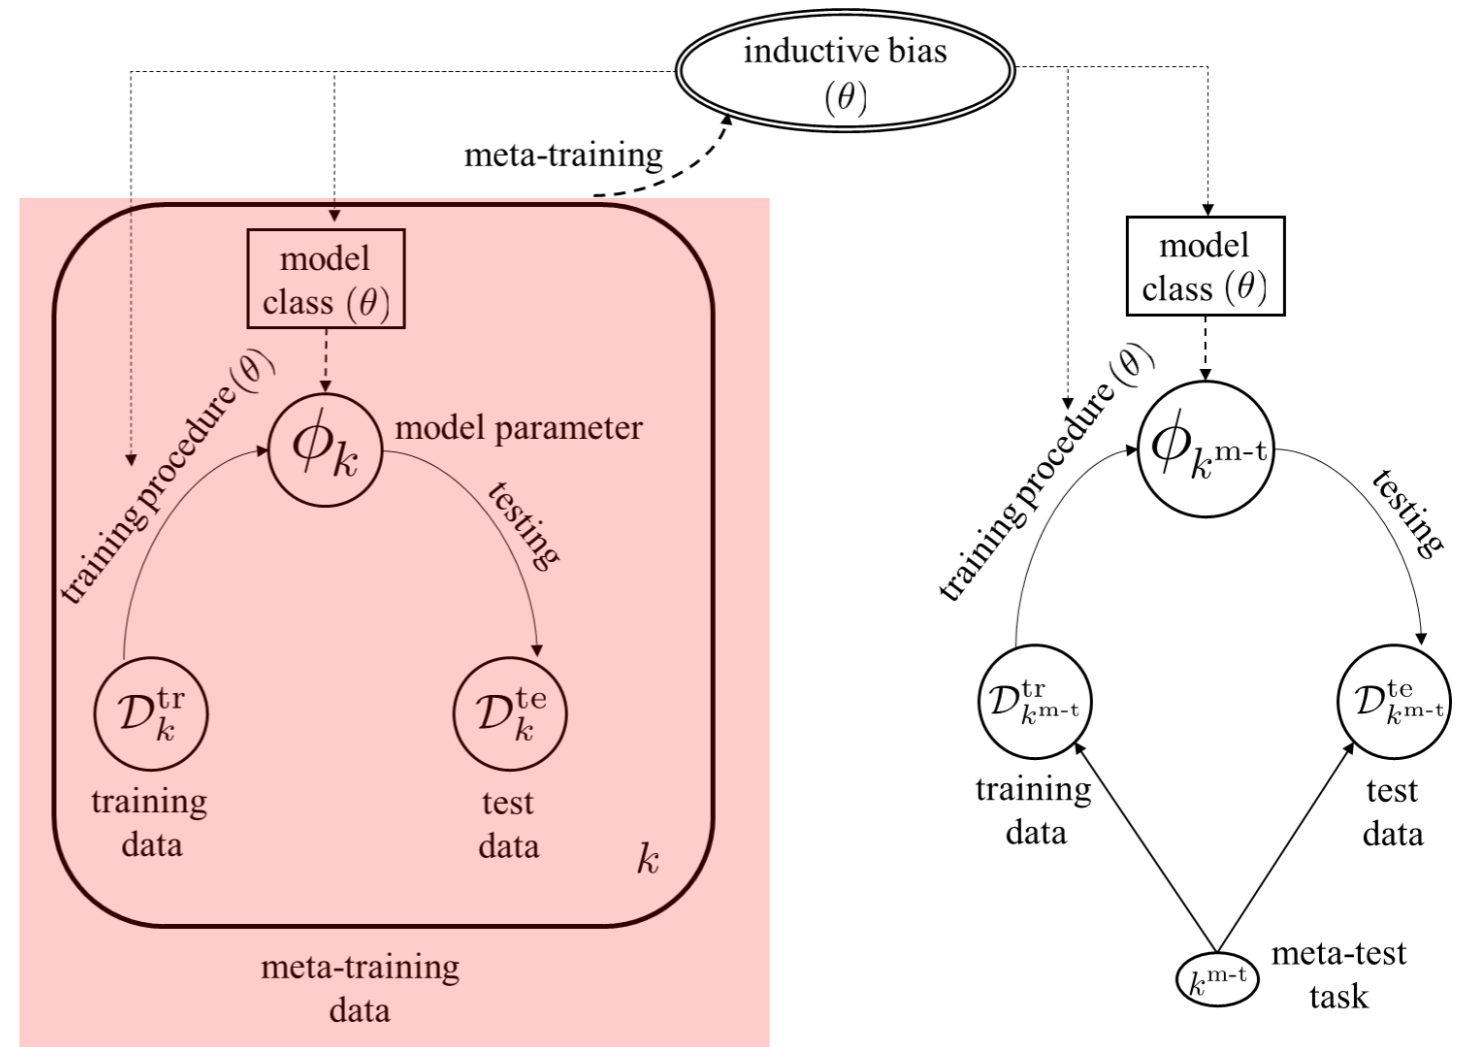 inductive bias
(θ)
meta-training
model
class (θ)
training procedure (θ)
ϕ_k
model parameter
testing
𝒟_k^tr
training
data
𝒟_k^te
test
data
k
meta-training
data
model
class (θ)
training procedure (θ)
ϕ_{k^m-t}
testing
𝒟_{k^m-t}^tr
training
data
𝒟_{k^m-t}^te
test
data
k^m-t
meta-test
task